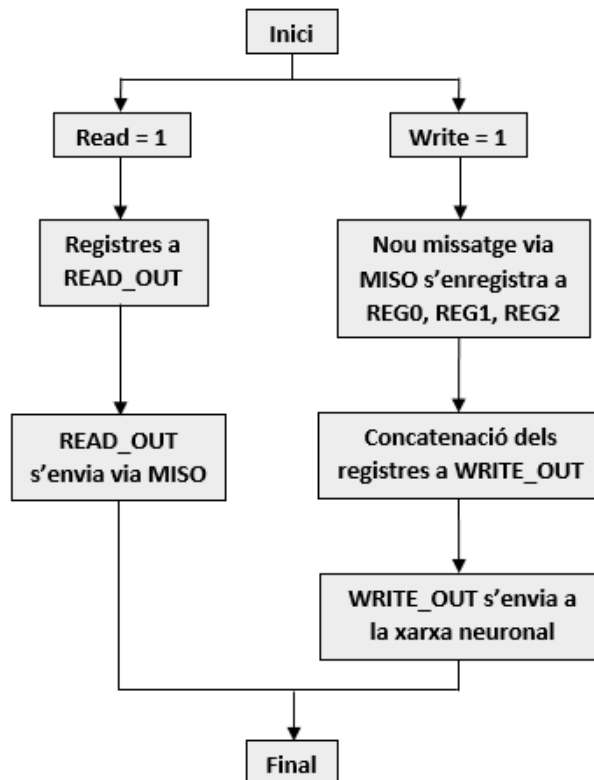 Inici
Read = 1
Write = 1
Registres a
READ_OUT
Nou missatge via
MISO s’enregistra a
REG0, REG1, REG2
READ_OUT
s’envia via MISO
Concatenació dels
registres a WRITE_OUT
WRITE_OUT s’envia a
la xarxa neuronal
Final